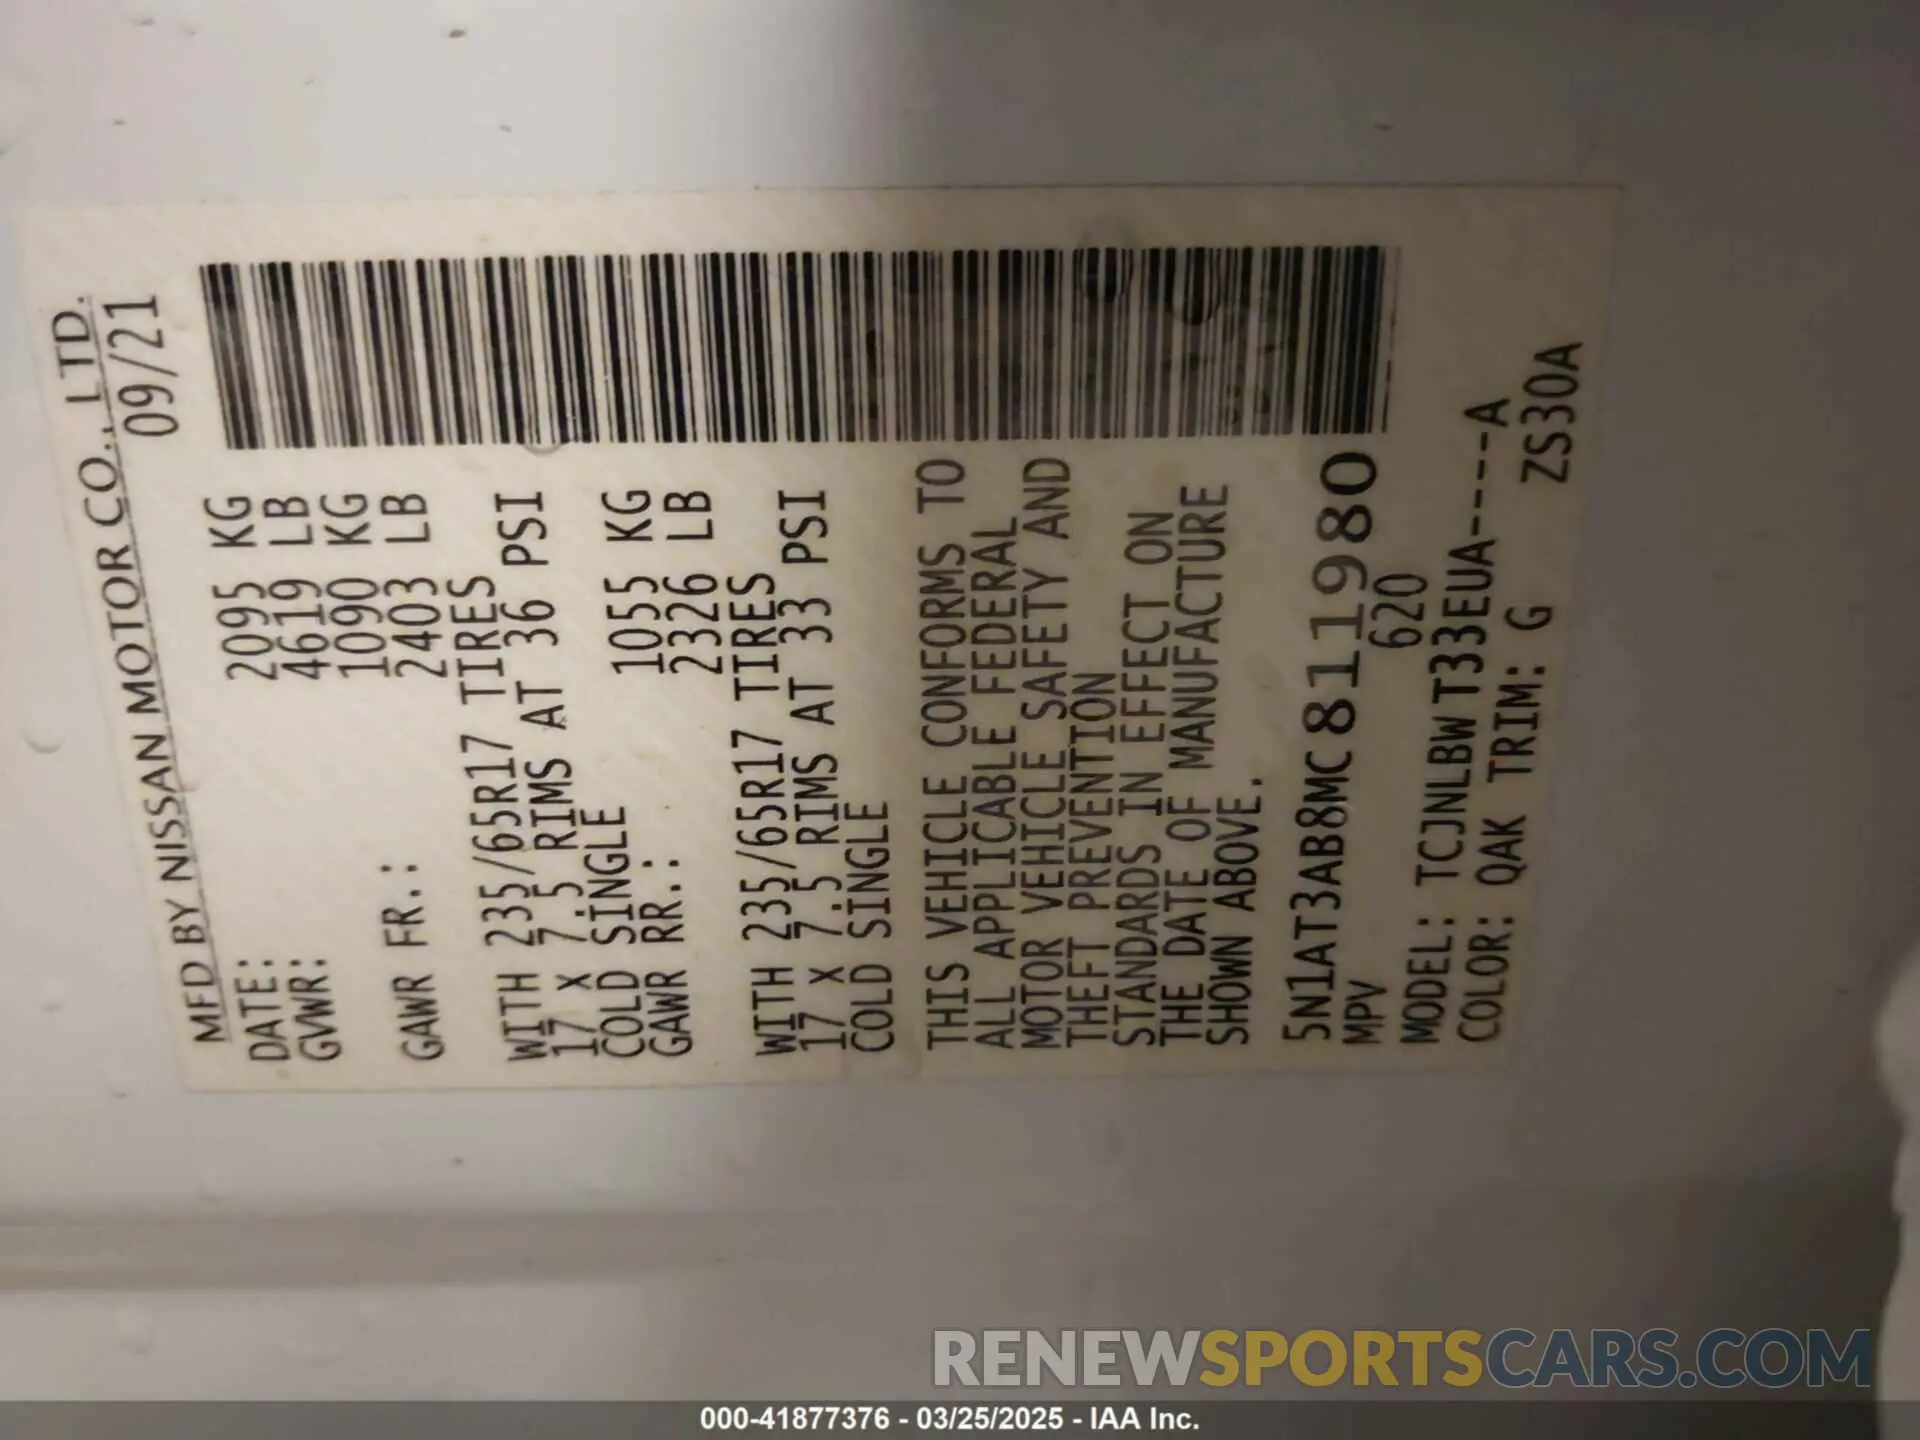 MFD BY NISSAN MOTOR CO., LTD.
DATE: 09/21
GVWR: 2095 KG
4619 LB
GAWR FR.: 1090 KG
2403 LB
WITH 235/65R17 TIRES
17 X 7.5 RIMS AT 36 PSI
COLD SINGLE
GAWR RR.: 1055 KG
2326 LB
WITH 235/65R17 TIRES
17 X 7.5 RIMS AT 33 PSI
COLD SINGLE
THIS VEHICLE CONFORMS TO
ALL APPLICABLE FEDERAL
MOTOR VEHICLE SAFETY AND
THEFT PREVENTION
STANDARDS IN EFFECT ON
THE DATE OF MANUFACTURE
SHOWN ABOVE.
5N1AT3AB8MC811980
MPV 620
MODEL: TCJNLBWT33EUA----A
COLOR: QAK TRIM: G ZS30A
RENEWSPORTSCARS.COM
000-41877376 - 03/25/2025 - IAA Inc.